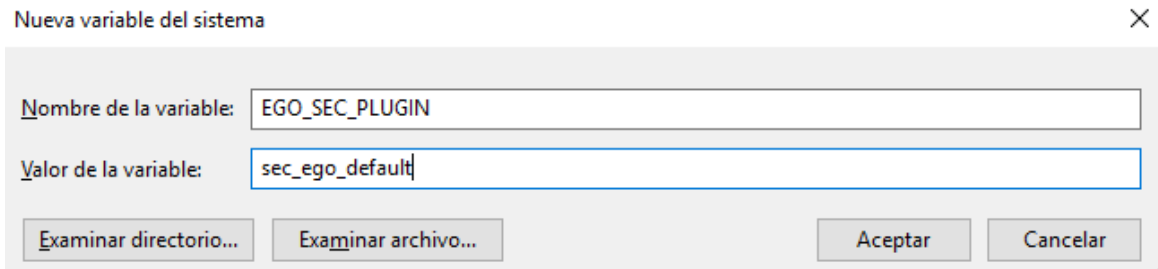 Nueva variable del sistema
Nombre de la variable: EGO_SEC_PLUGIN
Valor de la variable: sec_ego_default
Examinar directorio... Examinar archivo... Aceptar Cancelar